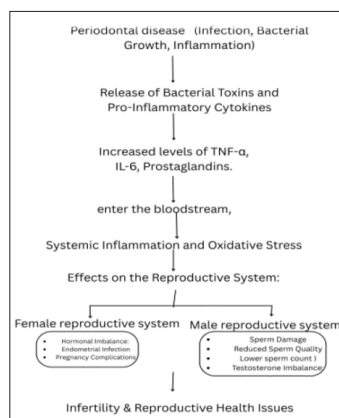 Periodontal disease (Infection, Bacterial
Growth, Inflammation)
Release of Bacterial Toxins and
Pro-Inflammatory Cytokines
Increased levels of TNF-α,
IL-6, Prostaglandins.
enter the bloodstream,
Systemic Inflammation and Oxidative Stress
Effects on the Reproductive System:
Female reproductive system
• Hormonal Imbalance:
• Endometrial Infection
• Pregnancy Complications
Male reproductive system
• Sperm Damage
• Reduced Sperm Quality
• Lower sperm count )
• Testosterone Imbalance
Infertility & Reproductive Health Issues